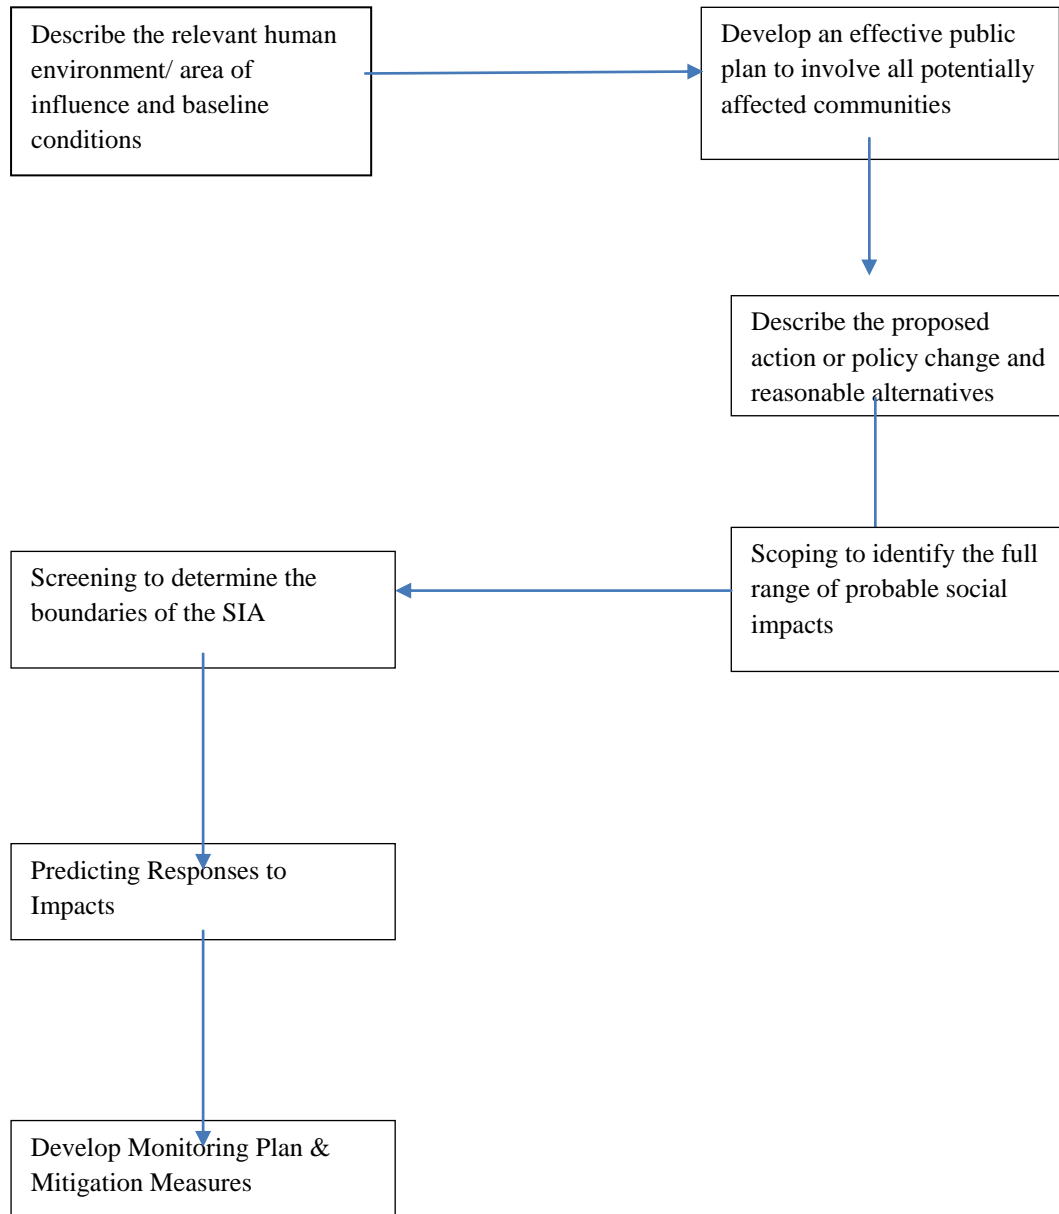 Describe the relevant human
environment/ area of
influence and baseline
conditions
Develop an effective public
plan to involve all potentially
affected communities
Describe the proposed
action or policy change and
reasonable alternatives
Scoping to identify the full
range of probable social
impacts
Screening to determine the
boundaries of the SIA
Predicting Responses to
Impacts
Develop Monitoring Plan &
Mitigation Measures